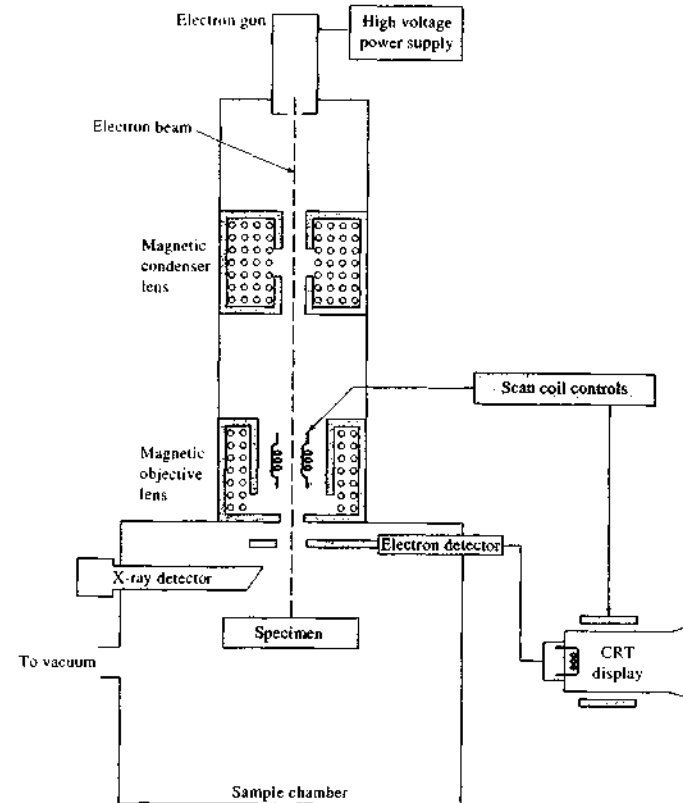 Electron gun
High voltage
power supply
Electron beam
Magnetic
condenser
lens
Scan coil controls
Magnetic
objective
lens
Electron detector
X-ray detector
Specimen
To vacuum
CRT
display
Sample chamber